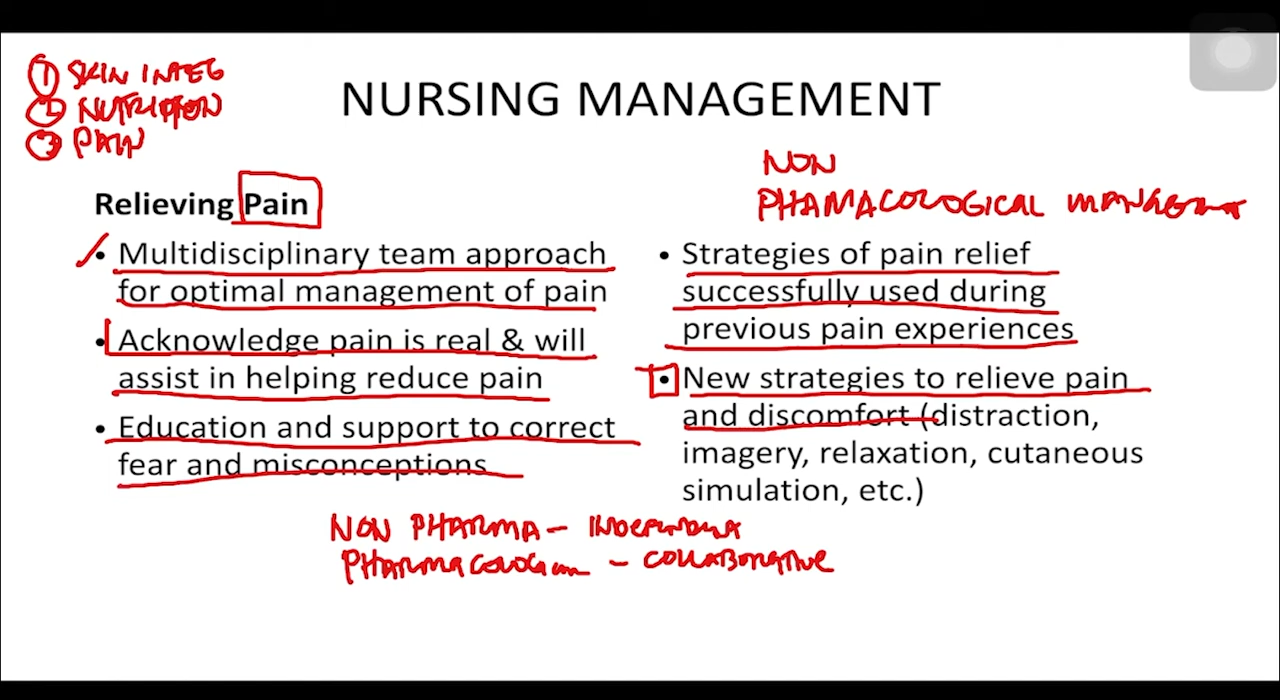 ① SKIN INTEG
② NUTRITION
③ PAIN
NURSING MANAGEMENT
Relieving Pain
• Multidisciplinary team approach
for optimal management of pain
• Acknowledge pain is real & will
assist in helping reduce pain
• Education and support to correct
fear and misconceptions
NON
PHAMACOLOGICAL MANAGEMENT
• Strategies of pain relief
successfully used during
previous pain experiences
• New strategies to relieve pain
and discomfort (distraction,
imagery, relaxation, cutaneous
simulation, etc.)
NON PHARMA – INDEPENDENT
– COLLABORATIVE